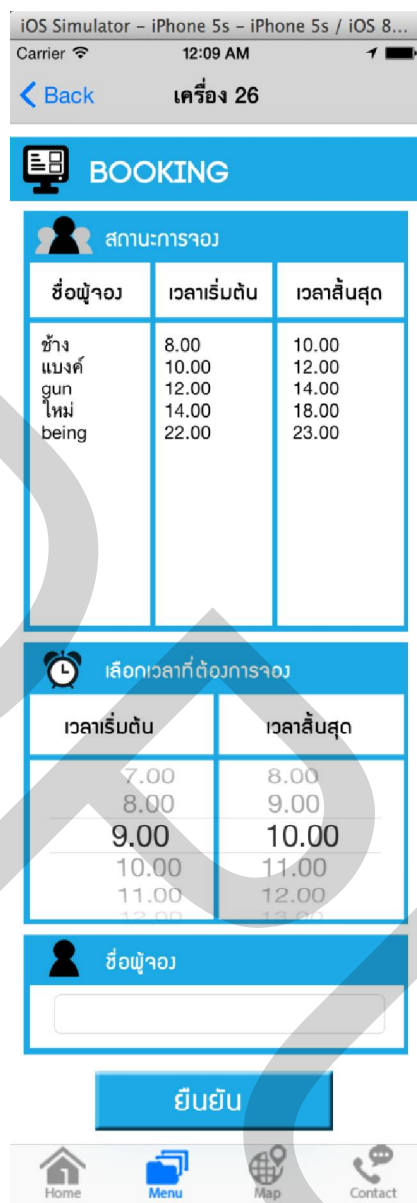 iOS Simulator – iPhone 5s – iPhone 5s / iOS 8...
Carrier 12:09 AM
Back เครื่อง 26
BOOKING
สถานะการจอง
ชื่อผู้จอง เวลาเริ่มต้น เวลาสิ้นสุด
ช้าง 8.00 10.00
แบงค์ 10.00 12.00
gun 12.00 14.00
ใหม่ 14.00 18.00
being 22.00 23.00
เลือกเวลาที่ต้องการจอง
เวลาเริ่มต้น เวลาสิ้นสุด
7.00 8.00
8.00 9.00
9.00 10.00
10.00 11.00
11.00 12.00
12.00 13.00
ชื่อผู้จอง
ยืนยัน
Home Menu Map Contact